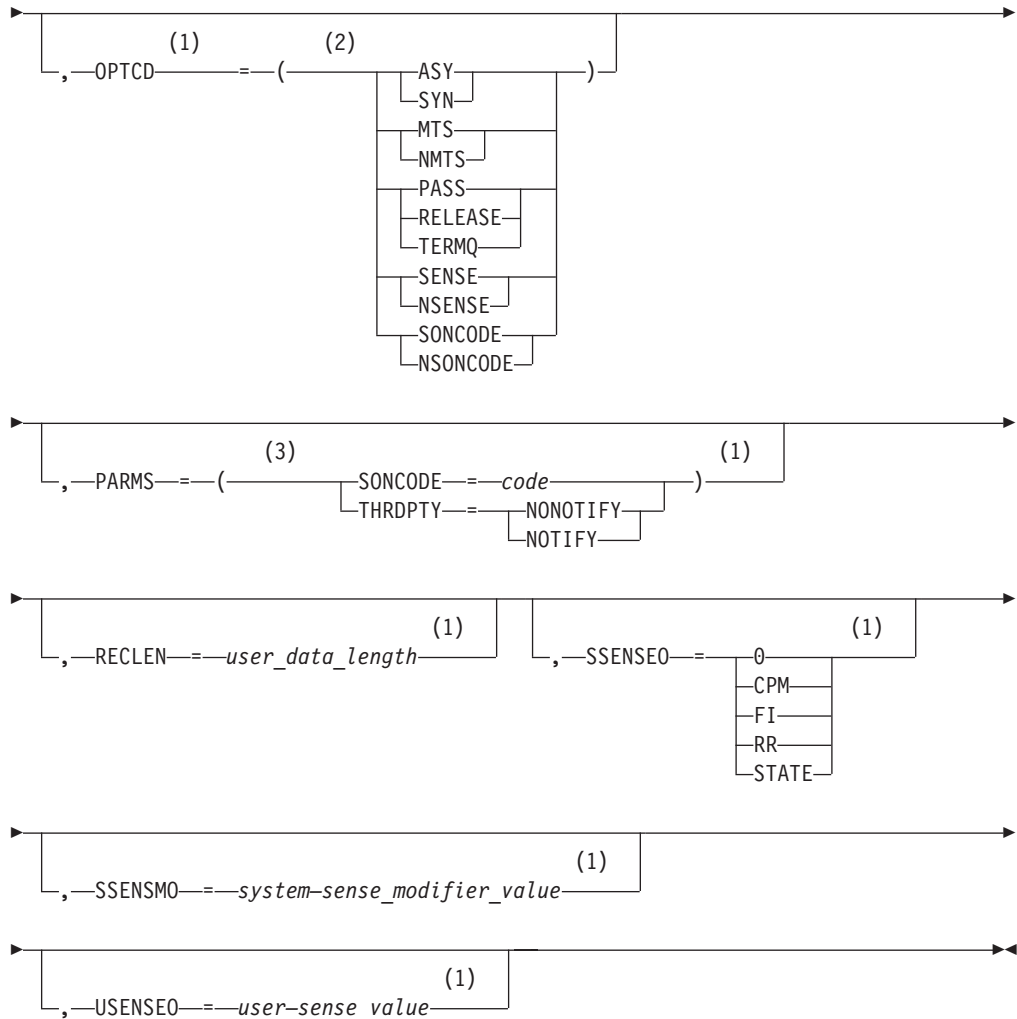 (1) (2)
, OPTCD = ( ASY )
SYN
MTS
NMTS
PASS
RELEASE
TERMQ
SENSE
NSENSE
SONCODE
NSONCODE
(3) (1)
, PARMS = ( SONCODE = code )
THRDPTY = NONOTIFY
NOTIFY
(1) (1)
, RECLEN = user_data_length , SSENSEO = 0
CPM
FI
RR
STATE
(1)
, SSENSMO = system–sense_modifier_value
(1)
, USENSEO = user–sense value